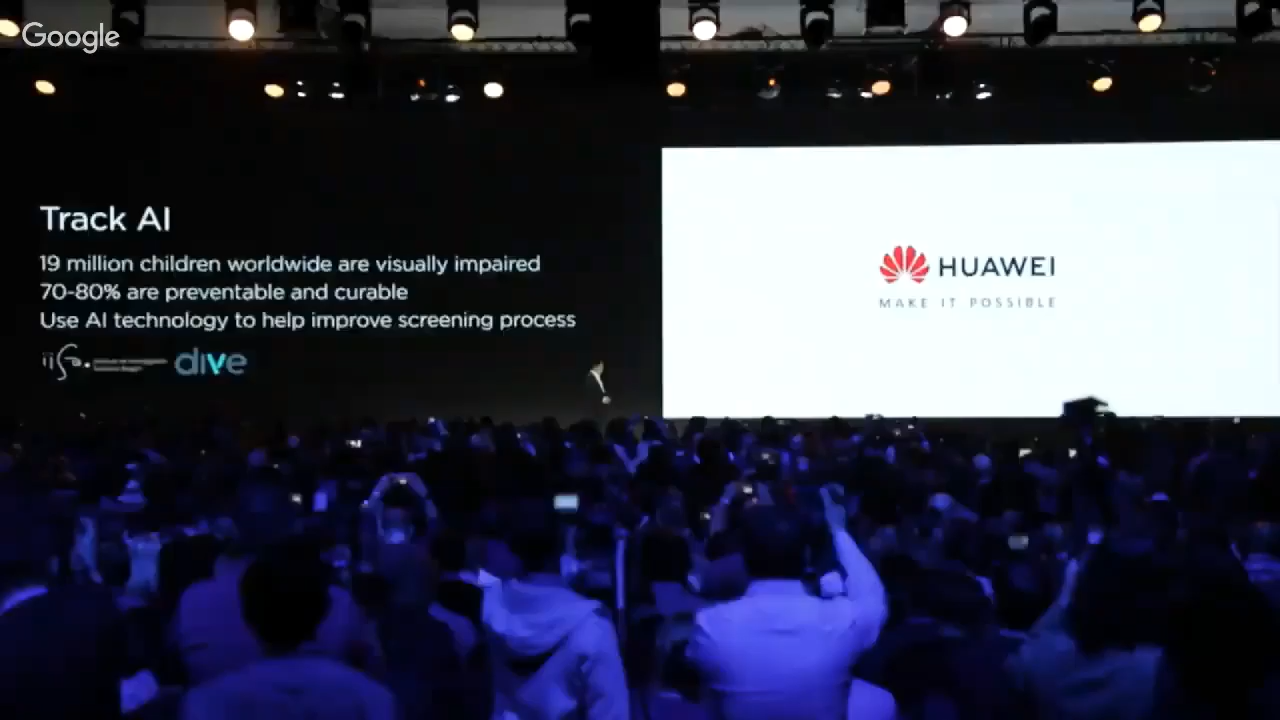 Google
Track AI
19 million children worldwide are visually impaired
70-80% are preventable and curable
Use AI technology to help improve screening process
dive
HUAWEI
MAKE IT POSSIBLE